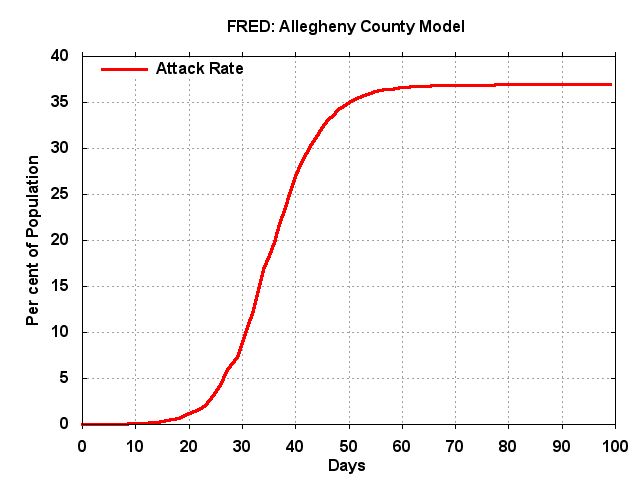 FRED: Allegheny County Model
Attack Rate
Per cent of Population
40
35
30
25
20
15
10
5
0
0 10 20 30 40 50 60 70 80 90 100
Days